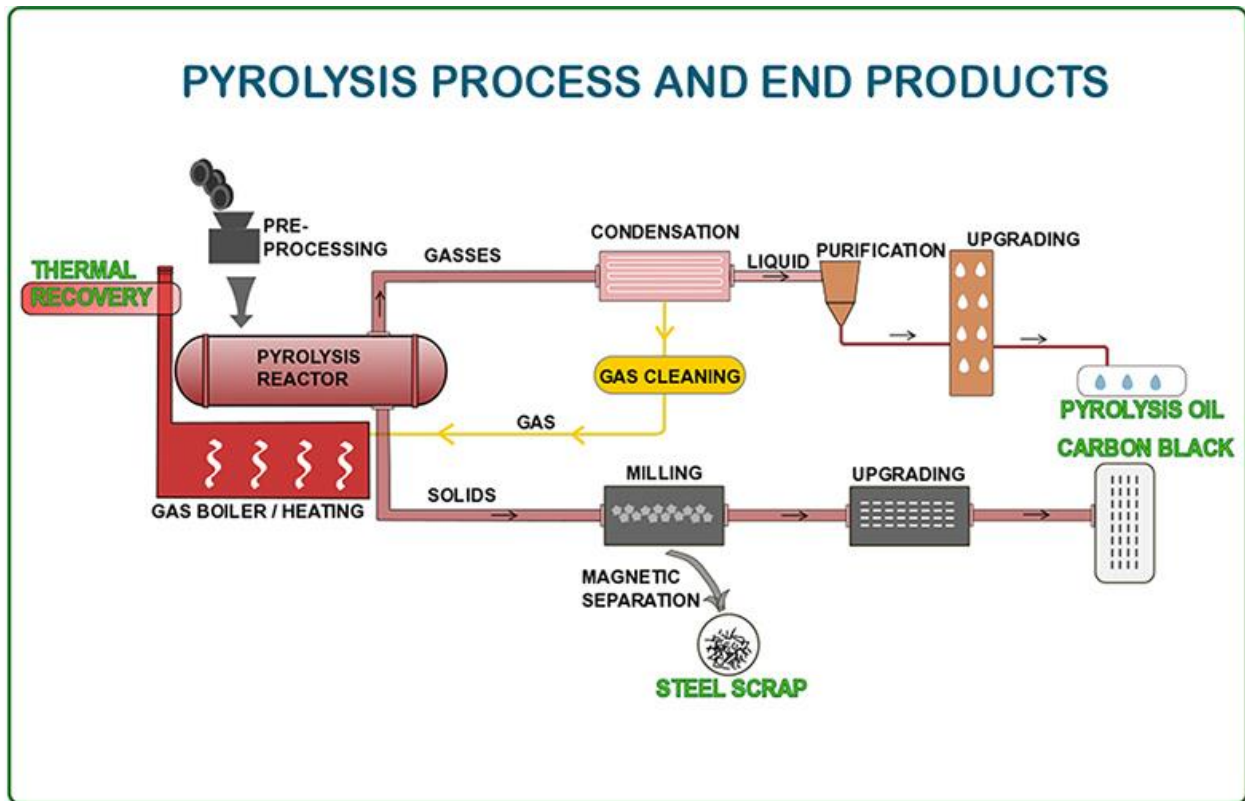 PYROLYSIS PROCESS AND END PRODUCTS
PRE-
PROCESSING
THERMAL
RECOVERY
GASSES
CONDENSATION
LIQUID
PURIFICATION
UPGRADING
PYROLYSIS
REACTOR
GAS CLEANING
PYROLYSIS OIL
GAS
CARBON BLACK
GAS BOILER / HEATING
SOLIDS
MILLING
UPGRADING
MAGNETIC
SEPARATION
STEEL SCRAP